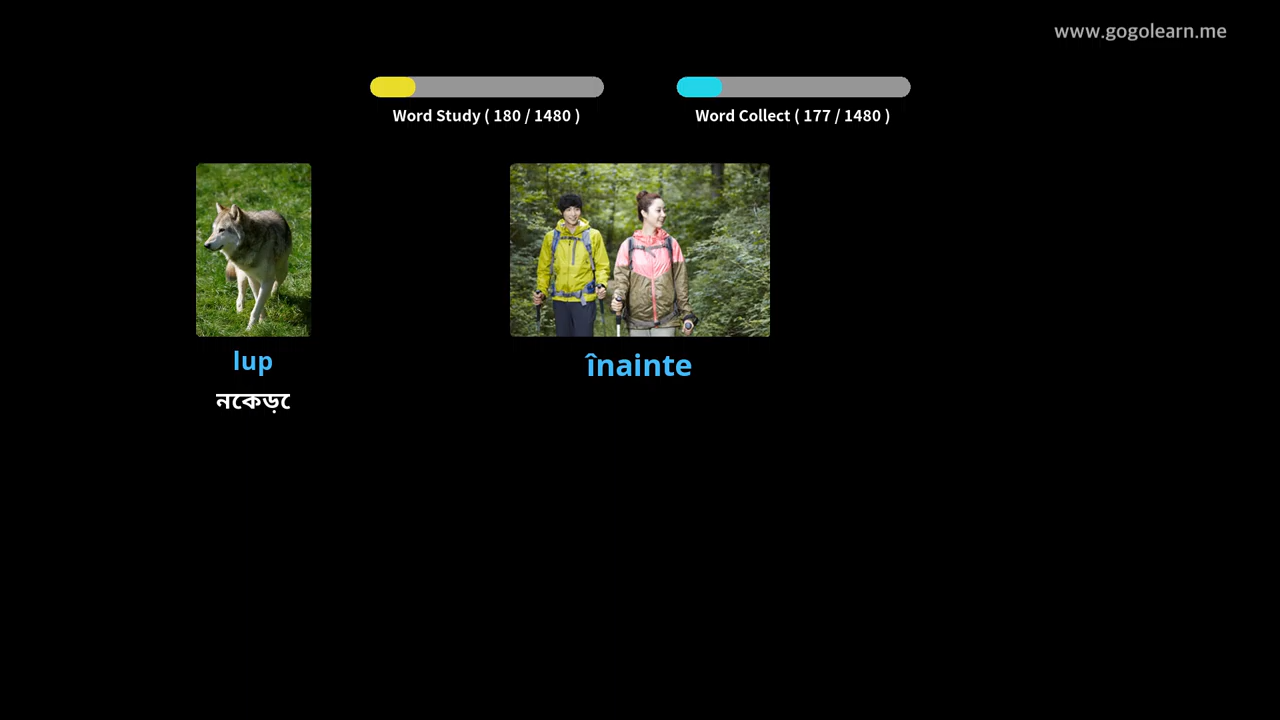 www.gogolearn.me
Word Study ( 180 / 1480 )
Word Collect ( 177 / 1480 )
lup
înainte
নেকড়ে